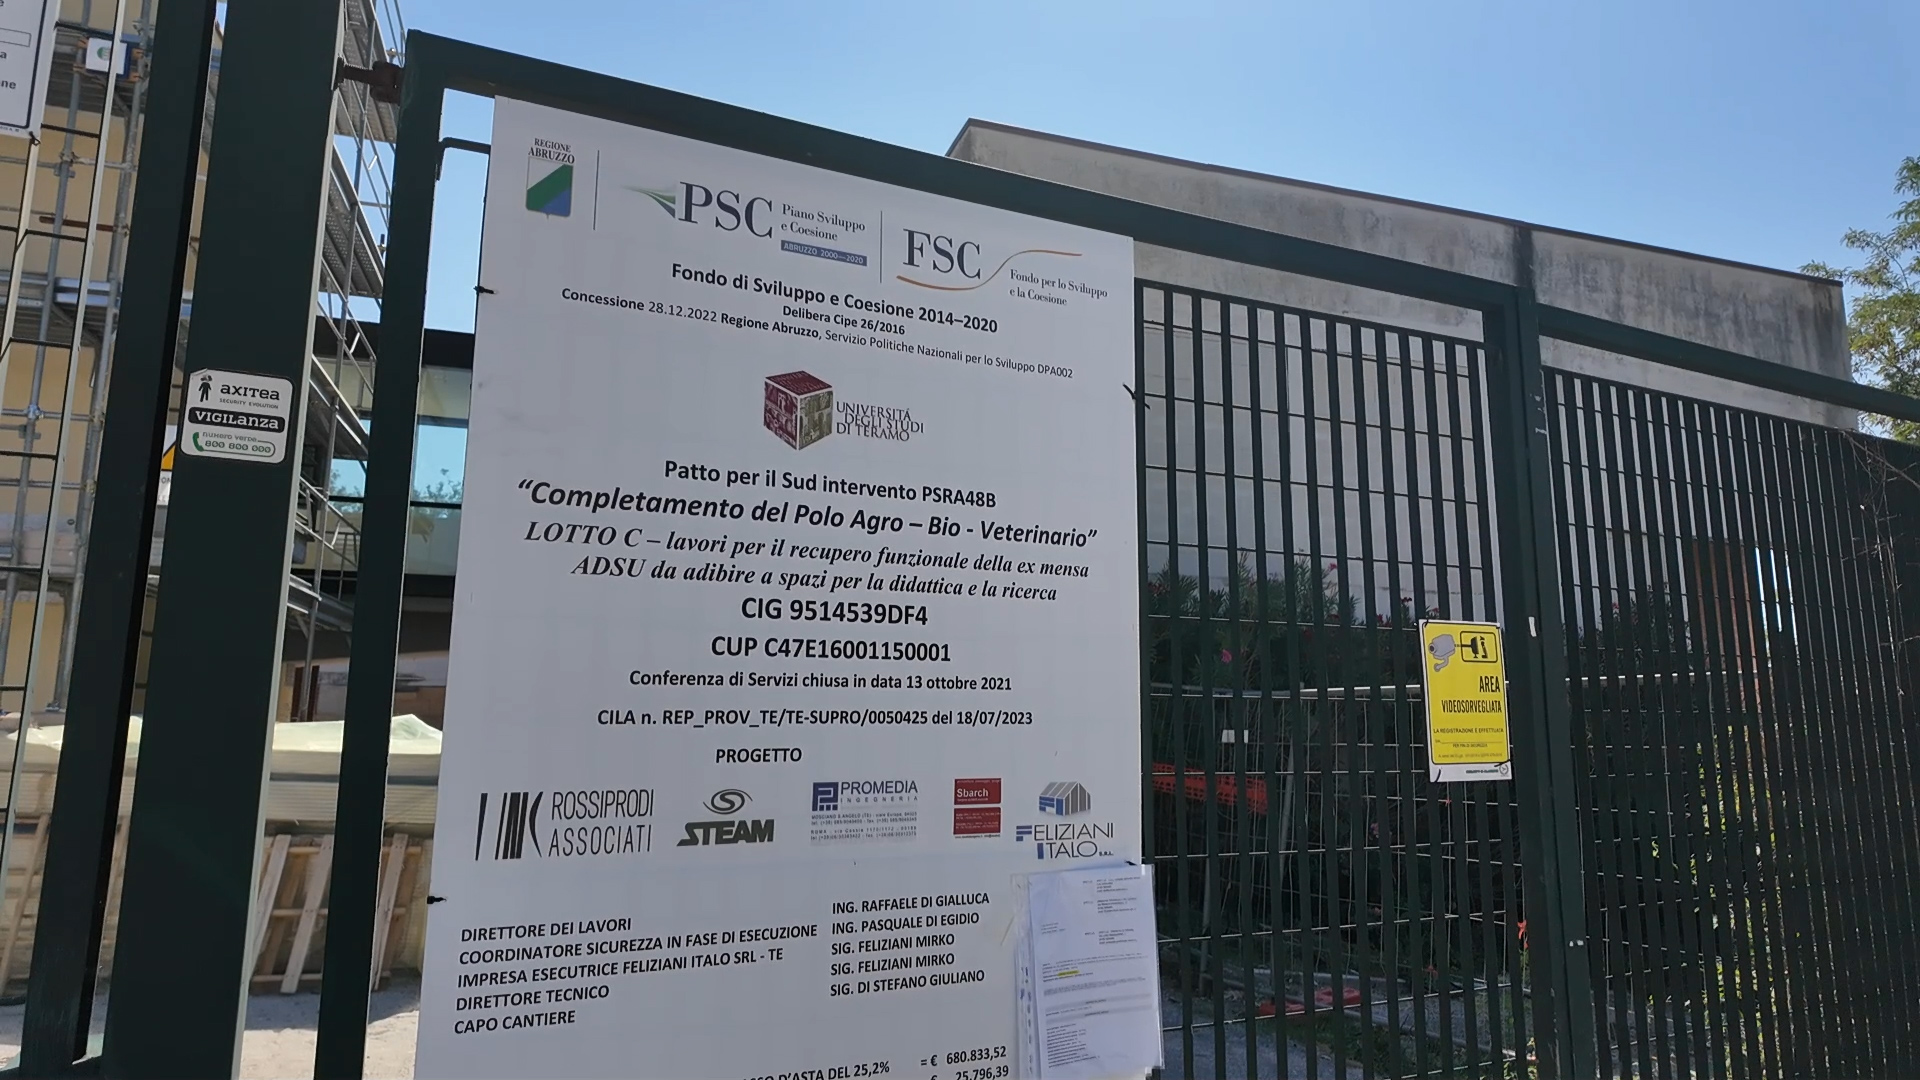 REGIONE
ABRUZZO
PSC Piano Sviluppo
e Coesione
ABRUZZO 2000—2020
FSC
Fondo per lo Sviluppo
e la Coesione
Fondo di Sviluppo e Coesione 2014–2020
Delibera Cipe 26/2016
Concessione 28.12.2022 Regione Abruzzo, Servizio Politiche Nazionali per lo Sviluppo DPA002
UNIVERSITÁ
DEGLI STUDI
DI TERAMO
Patto per il Sud intervento PSRA48B
“Completamento del Polo Agro – Bio - Veterinario”
LOTTO C – lavori per il recupero funzionale della ex mensa
ADSU da adibire a spazi per la didattica e la ricerca
CIG 9514539DF4
CUP C47E16001150001
Conferenza di Servizi chiusa in data 13 ottobre 2021
CILA n. REP_PROV_TE/TE-SUPRO/0050425 del 18/07/2023
PROGETTO
ROSSIPRODI
ASSOCIATI
STEAM
PROMEDIA
INGEGNERIA
Sbarch
FELIZIANI
ITALO S.R.L.
DIRETTORE DEI LAVORI ING. RAFFAELE DI GIALLUCA
COORDINATORE SICUREZZA IN FASE DI ESECUZIONE ING. PASQUALE DI EGIDIO
IMPRESA ESECUTRICE FELIZIANI ITALO SRL - TE SIG. FELIZIANI MIRKO
DIRETTORE TECNICO SIG. FELIZIANI MIRKO
CAPO CANTIERE SIG. DI STEFANO GIULIANO
D'ASTA DEL 25,2% = € 680.833,52
€ 25.796,39
axitea
SECURITY EVOLUTION
VIGILANZA
numero verde
800 800 000
AREA
VIDEOSORVEGLIATA
LA REGISTRAZIONE È EFFETTUATA